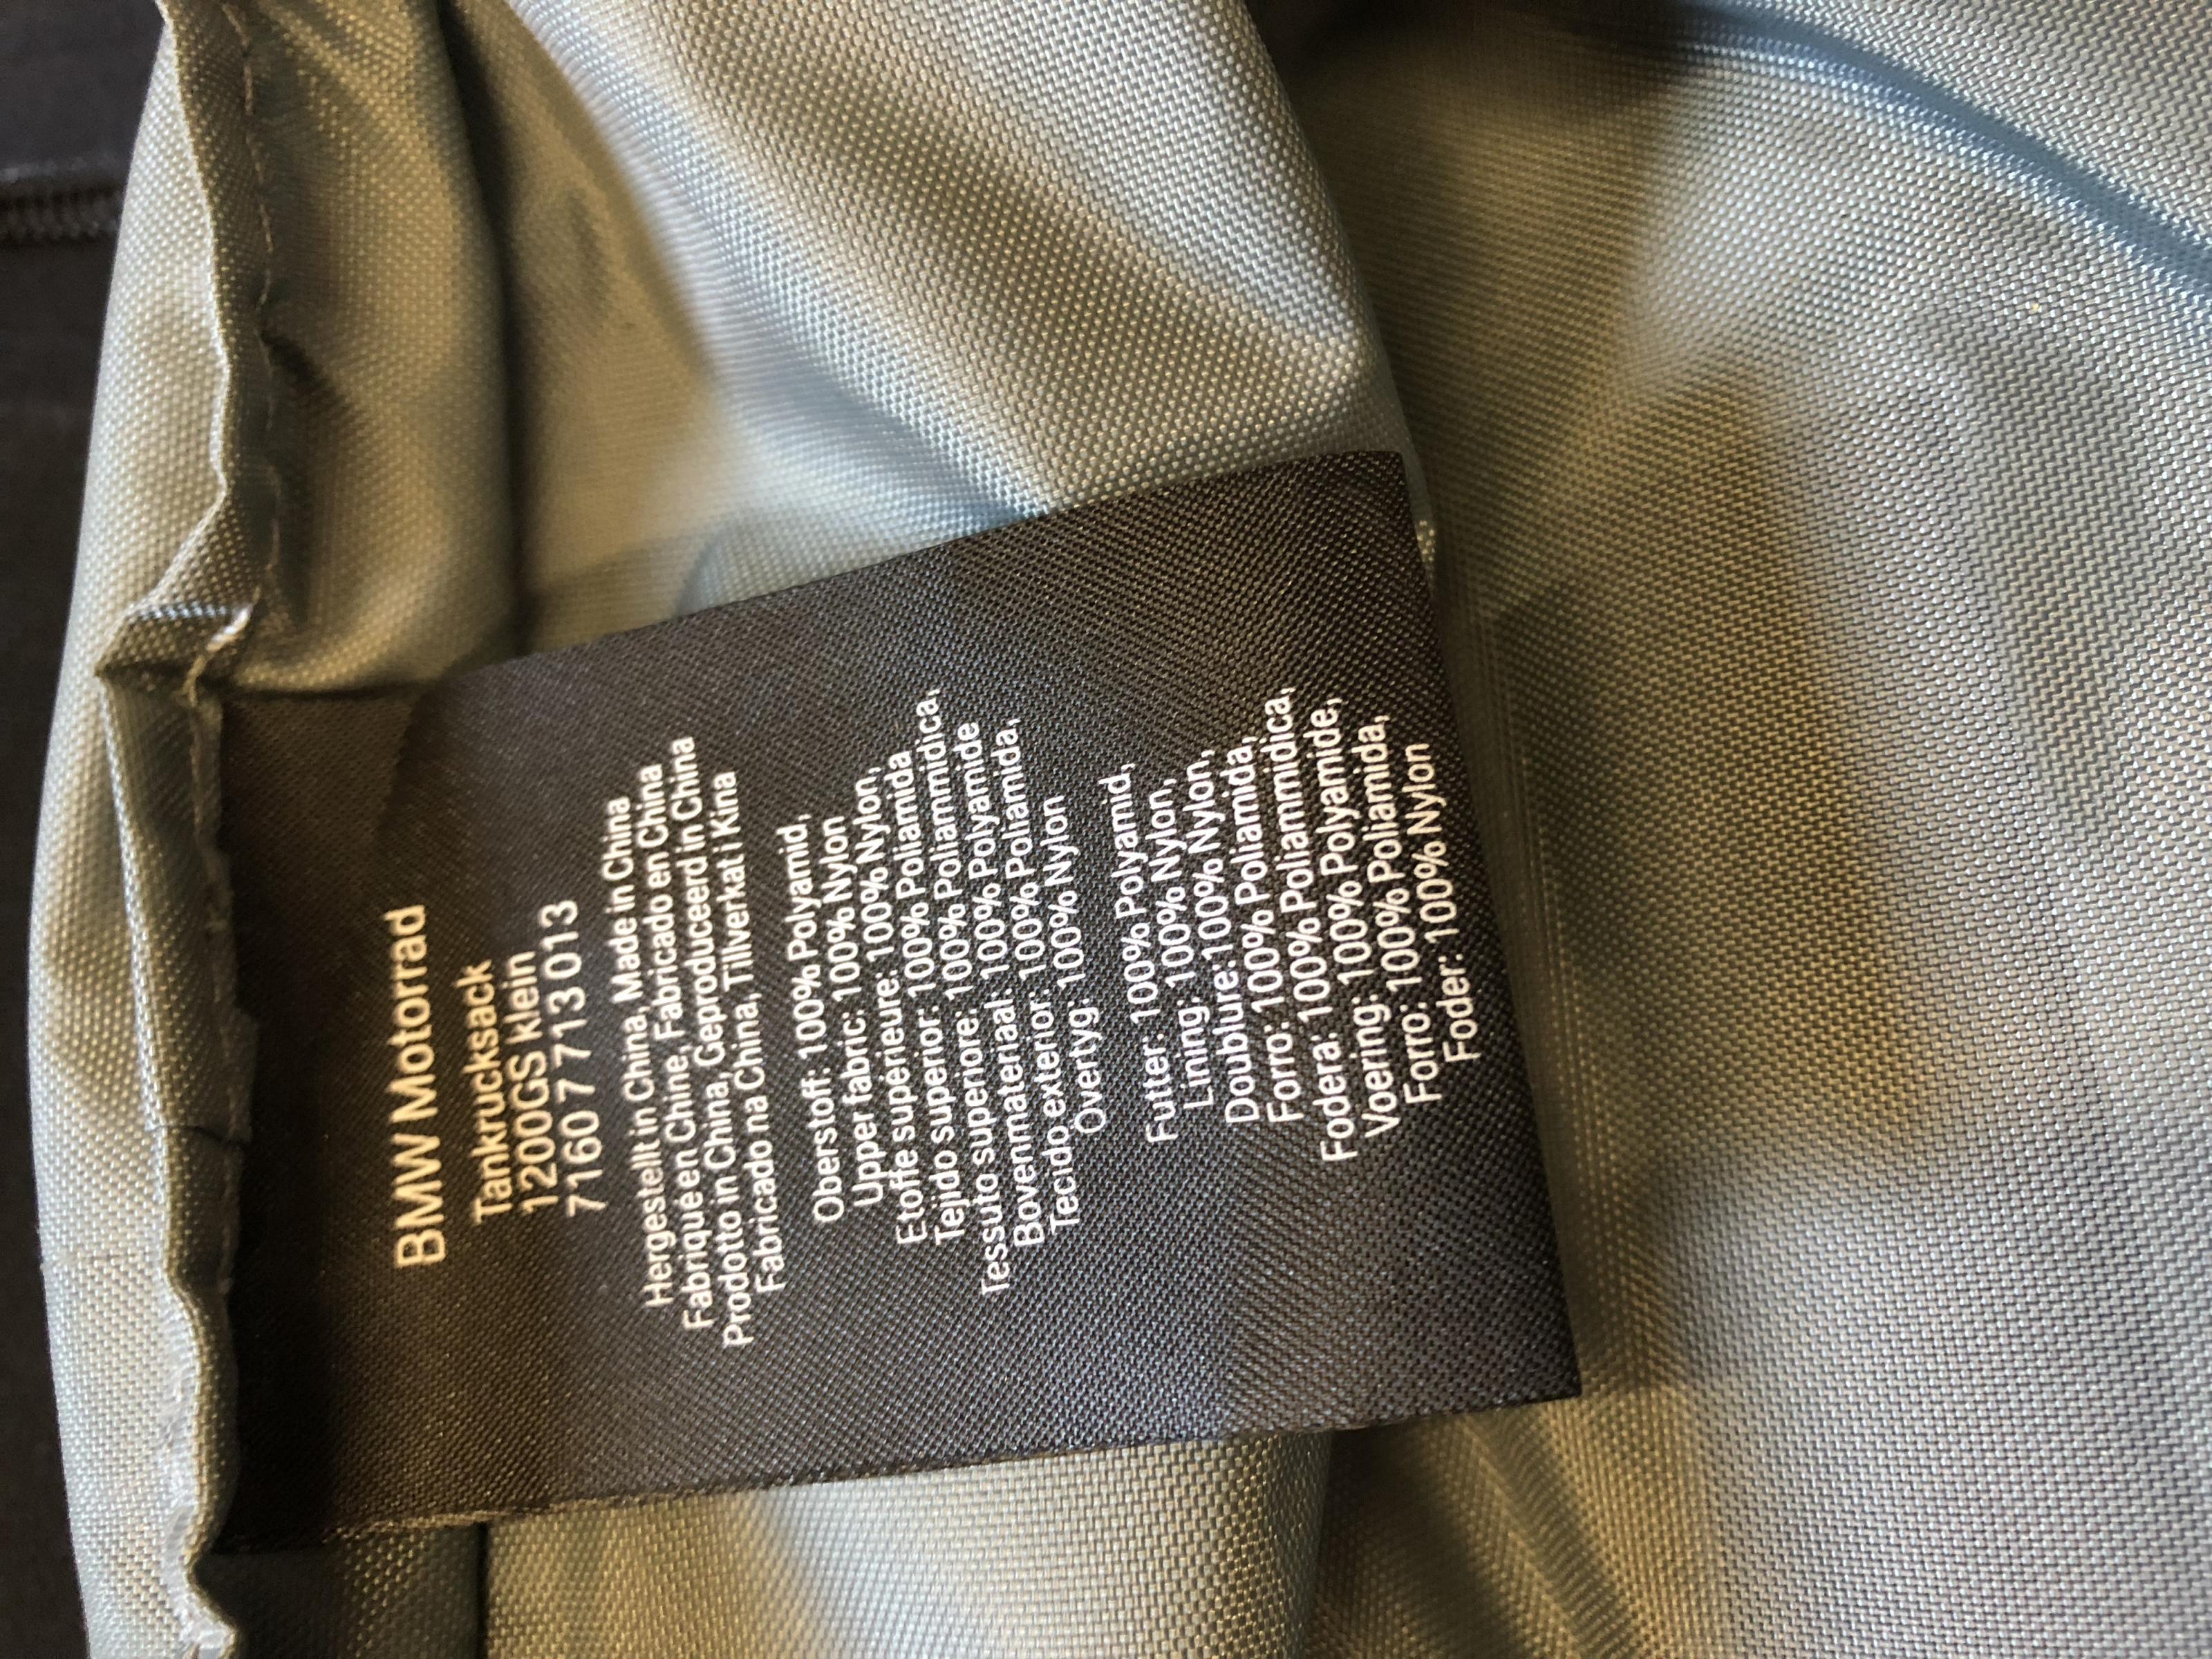 BMW Motorrad
Tankrucksack
1200GS klein
7160 7 713 013
Hergestellt in China, Made in China
Fabriqué en Chine, Fabricado en China
Prodotto in China, Geproduceerd in China
Fabricado na China, Tillverkat i Kina
Oberstoff: 100% Polyamid,
Upper fabric: 100% Nylon
Etoffe superieure: 100% Nylon,
Tejido superior: 100% Poliamida
Tessuto superiore: 100% Poliammidica,
Bovenmateriaal: 100% Polyamide
Tecido exterior: 100% Poliamida,
Overtyg: 100% Nylon
Futter: 100% Polyamid,
Lining: 100% Nylon,
Doublure: 100% Nylon,
Forro: 100% Poliamida,
Fodera: 100% Poliammidica,
Voering: 100% Polyamide,
Forro: 100% Poliamida,
Foder: 100% Nylon